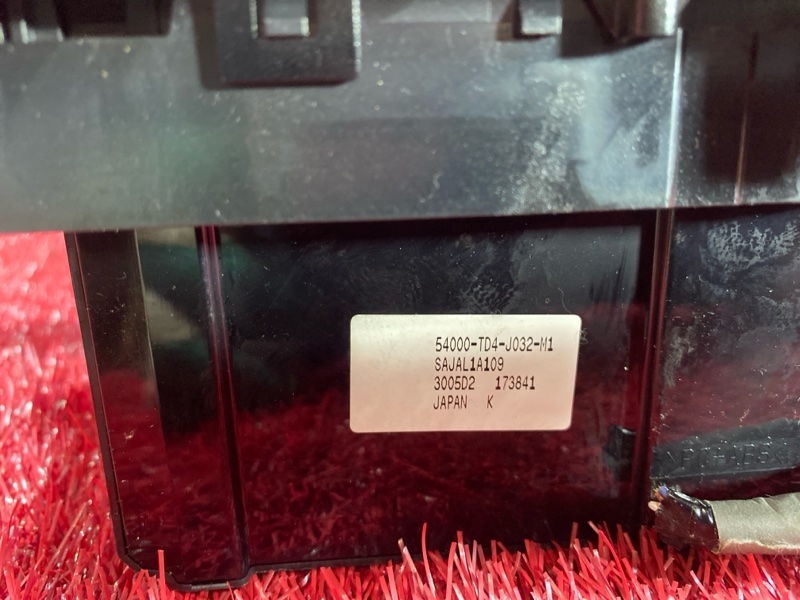 54000-TD4-J032-M1
SAJAL1A109
3005D2 173841
JAPAN K